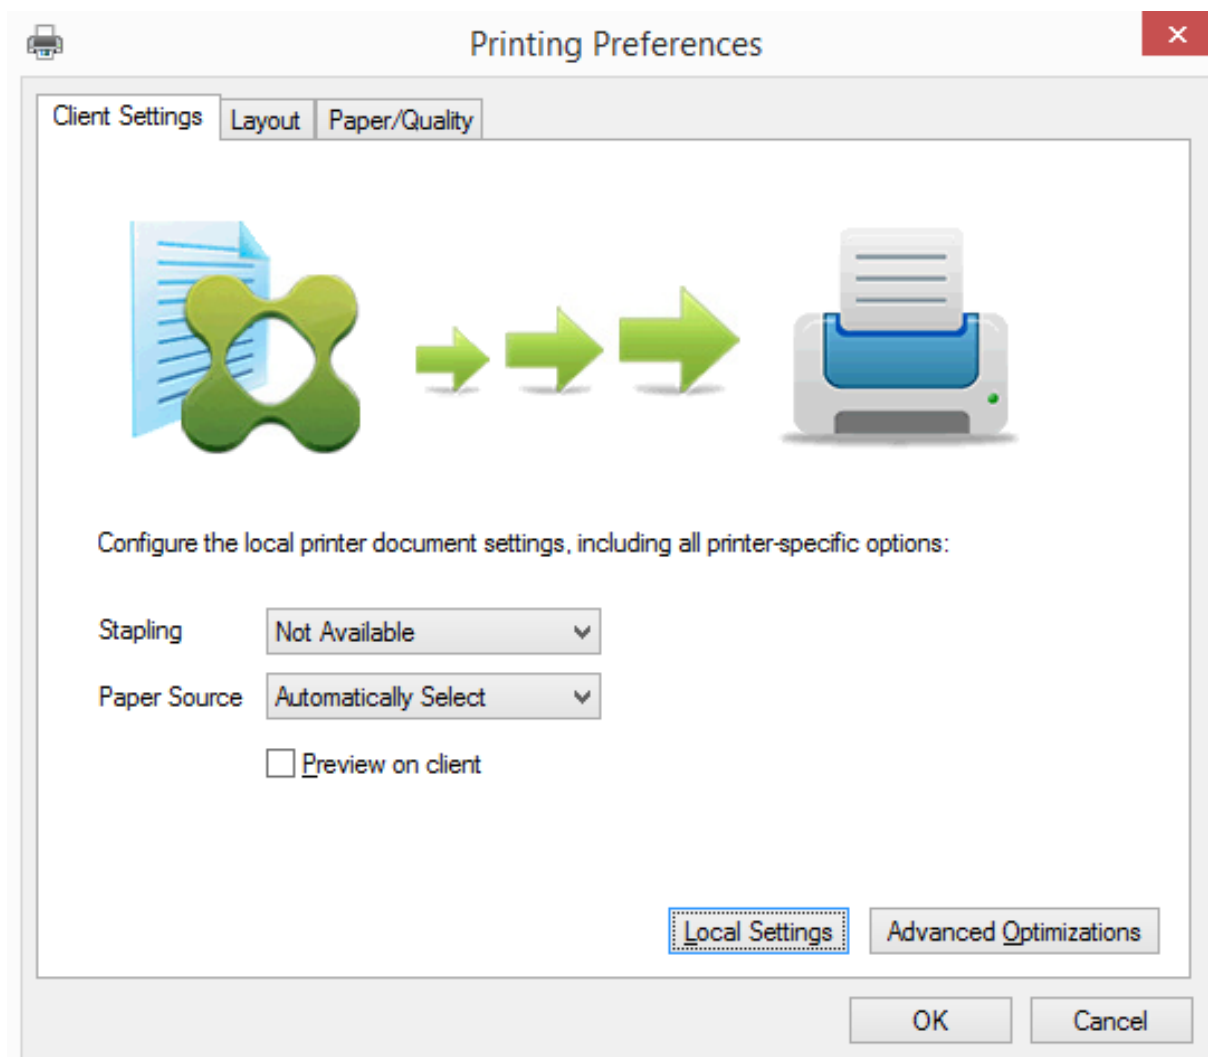 Printing Preferences
Client Settings Layout Paper/Quality
Configure the local printer document settings, including all printer-specific options:
Stapling Not Available
Paper Source Automatically Select
Preview on client
Local Settings Advanced Optimizations
OK Cancel